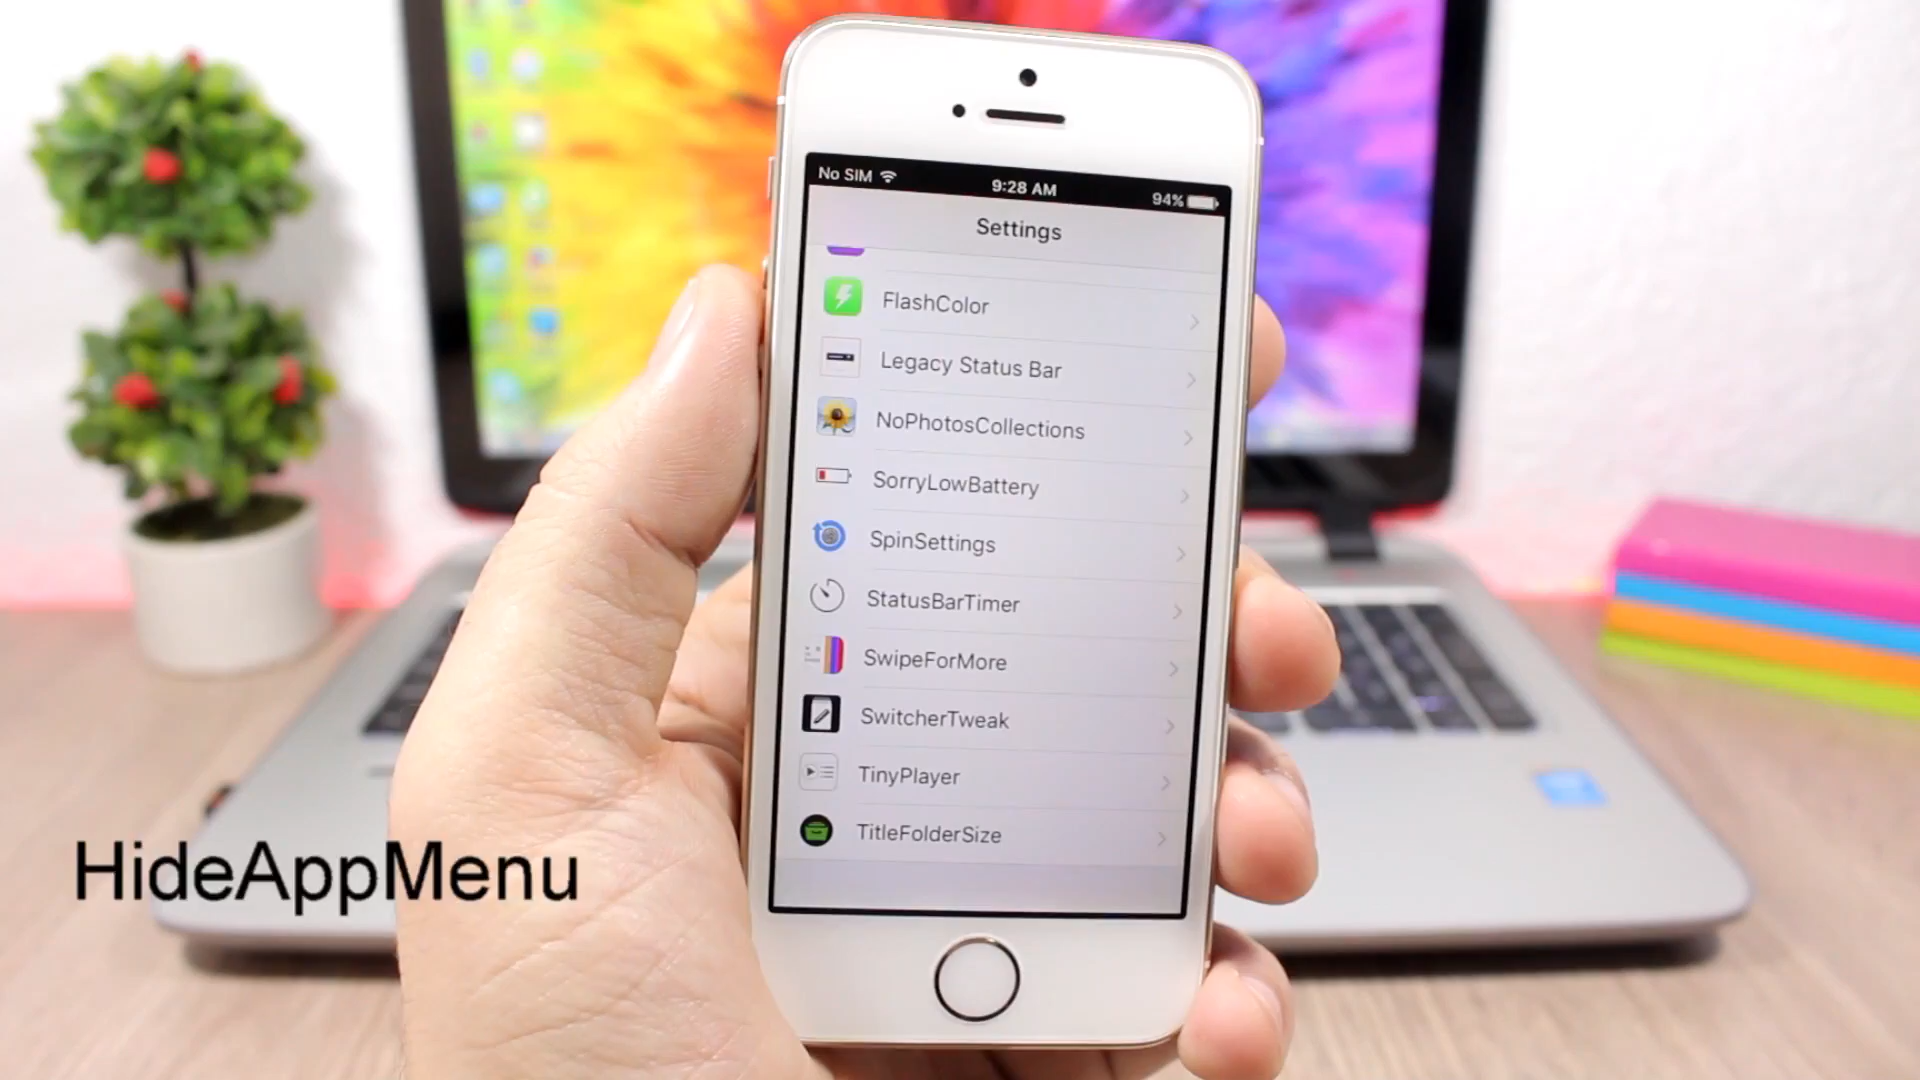 No SIM 9:28 AM 94%
Settings
FlashColor
Legacy Status Bar
NoPhotosCollections
SorryLowBattery
SpinSettings
StatusBarTimer
SwipeForMore
SwitcherTweak
TinyPlayer
TitleFolderSize
HideAppMenu